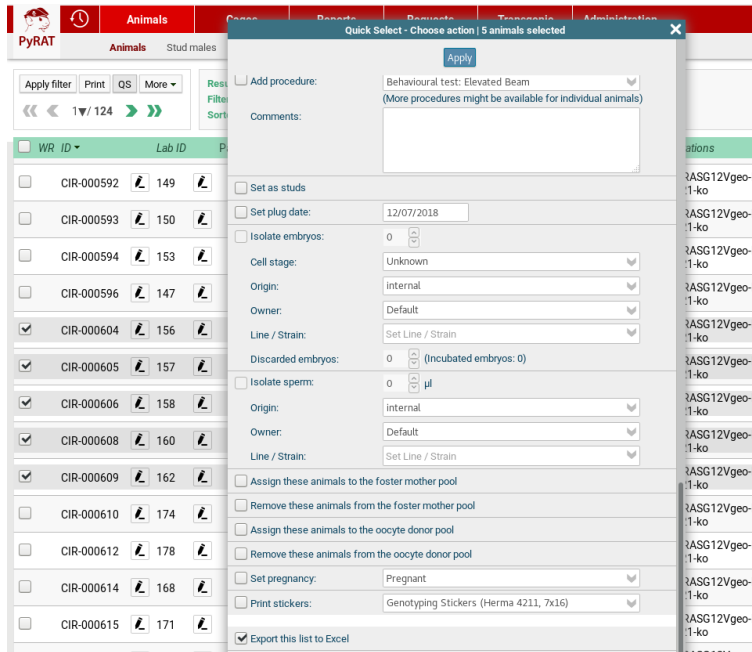 Animals Cages Reports Requests Transgenic Administration
PyRAT
Animals Stud males
Quick Select - Choose action | 5 animals selected
Apply
Apply filter Print QS More
1 / 124
Add procedure: Behavioural test: Elevated Beam
(More procedures might be available for individual animals)
Comments:
WR ID Lab ID
CIR-000592 149
Set as studs
CIR-000593 150
Set plug date: 12/07/2018
Isolate embryos: 0
CIR-000594 153
Cell stage: Unknown
CIR-000596 147
Origin: internal
Owner: Default
CIR-000604 156
Line / Strain: Set Line / Strain
CIR-000605 157
Discarded embryos: 0 (Incubated embryos: 0)
Isolate sperm: 0 µl
CIR-000606 158
Origin: internal
CIR-000608 160
Owner: Default
Line / Strain: Set Line / Strain
CIR-000609 162
Assign these animals to the foster mother pool
CIR-000610 174
Remove these animals from the foster mother pool
Assign these animals to the oocyte donor pool
CIR-000612 178
Remove these animals from the oocyte donor pool
CIR-000614 168
Set pregnancy: Pregnant
Print stickers: Genotyping Stickers (Herma 4211, 7x16)
CIR-000615 171
Export this list to Excel